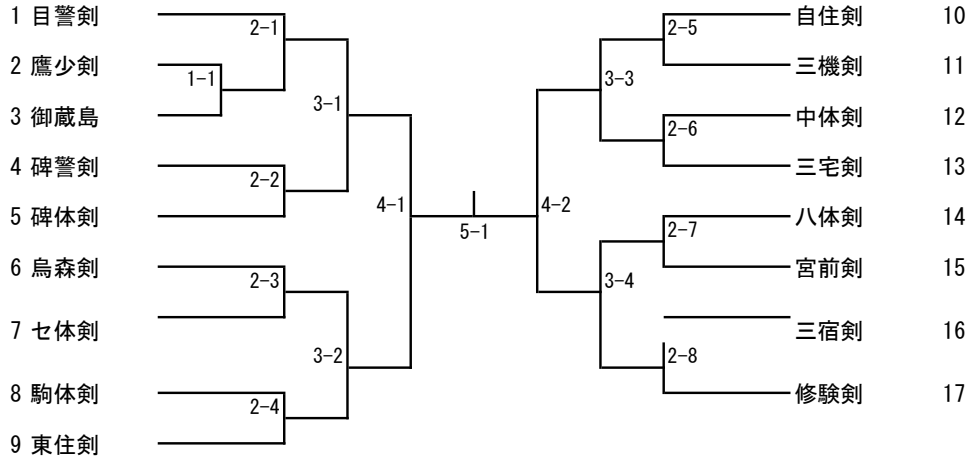 1 目警剣
2 鷹少剣
3 御蔵島
4 碑警剣
5 碑体剣
6 烏森剣
7 セ体剣
8 駒体剣
9 東住剣
2-1
1-1
3-1
2-2
4-1
2-3
3-2
2-4
5-1
2-5
3-3
2-6
4-2
2-7
3-4
2-8
自住剣 10
三機剣 11
中体剣 12
三宅剣 13
八体剣 14
宮前剣 15
三宿剣 16
修験剣 17